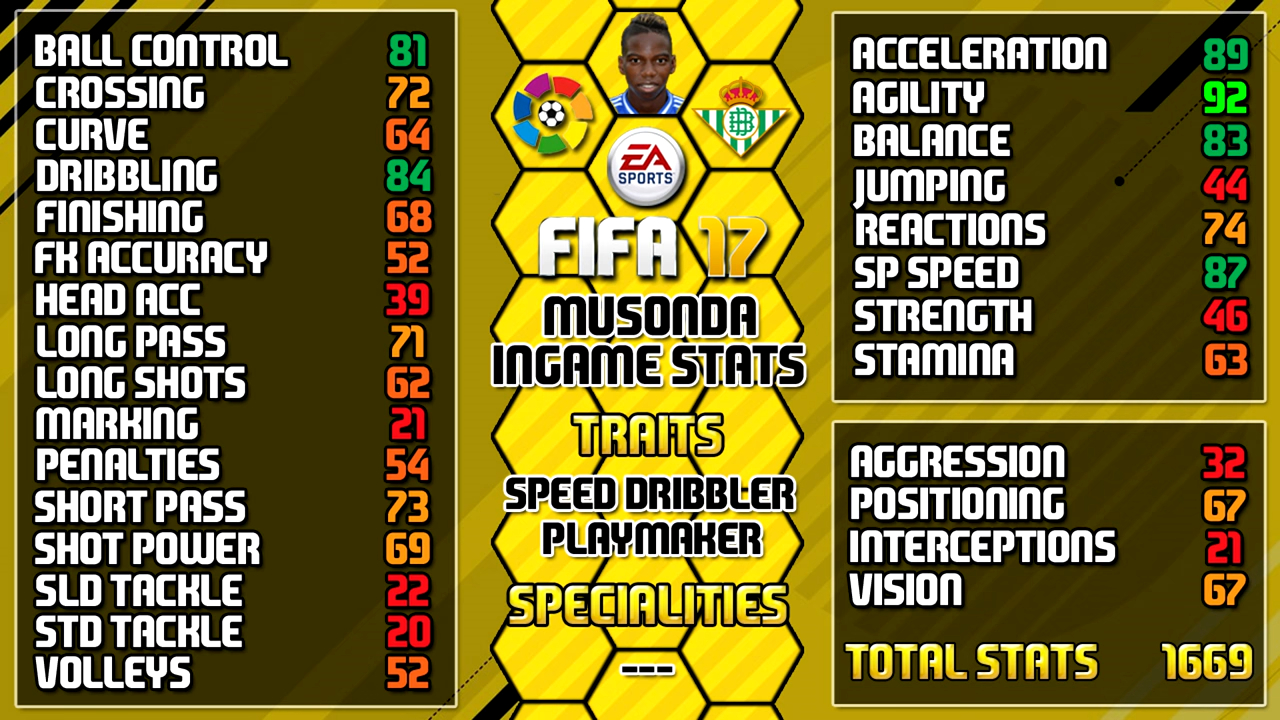 BALL CONTROL 81
CROSSING 72
CURVE 64
DRIBBLING 84
FINISHING 68
FK ACCURACY 52
HEAD ACC 39
LONG PASS 71
LONG SHOTS 62
MARKING 21
PENALTIES 54
SHORT PASS 73
SHOT POWER 69
SLD TACKLE 22
STD TACKLE 20
VOLLEYS 52
EA
SPORTS
FIFA 17
MUSONDA
INGAME STATS
TRAITS
SPEED DRIBBLER
PLAYMAKER
SPECIALITIES
---
ACCELERATION 89
AGILITY 92
BALANCE 83
JUMPING 44
REACTIONS 74
SP SPEED 87
STRENGTH 46
STAMINA 63
AGGRESSION 32
POSITIONING 67
INTERCEPTIONS 21
VISION 67
TOTAL STATS 1669